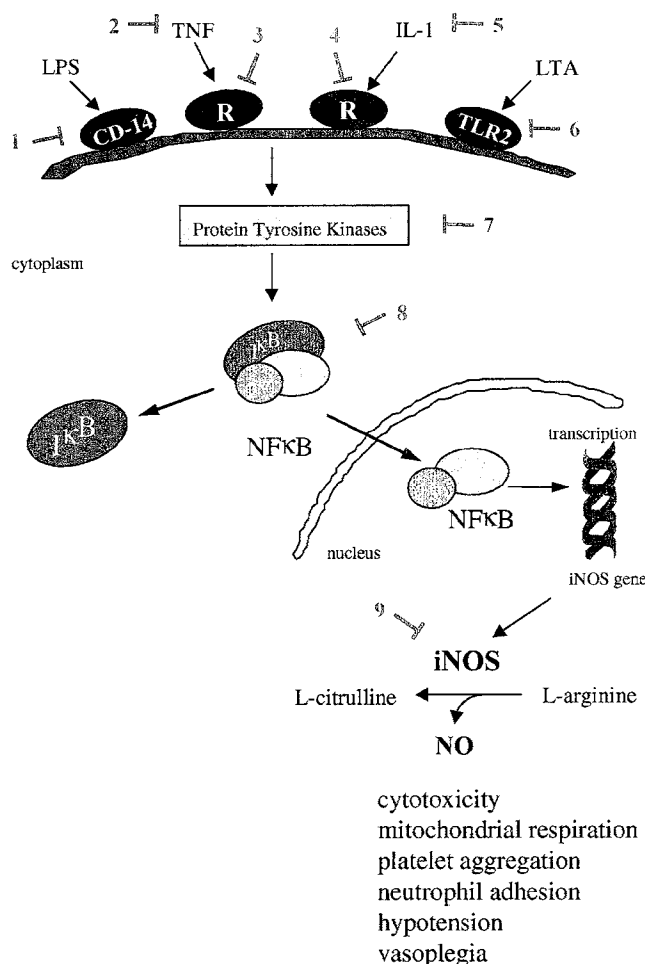 2
TNF
3
4
IL-1
5
LPS
LTA
1
CD-14
R
R
TLR2
6
Protein Tyrosine Kinases
7
cytoplasm
IκB
8
IκB
NFκB
transcription
NFκB
nucleus
iNOS gene
9
iNOS
L-citrulline
L-arginine
NO
cytotoxicity
mitochondrial respiration
platelet aggregation
neutrophil adhesion
hypotension
vasoplegia